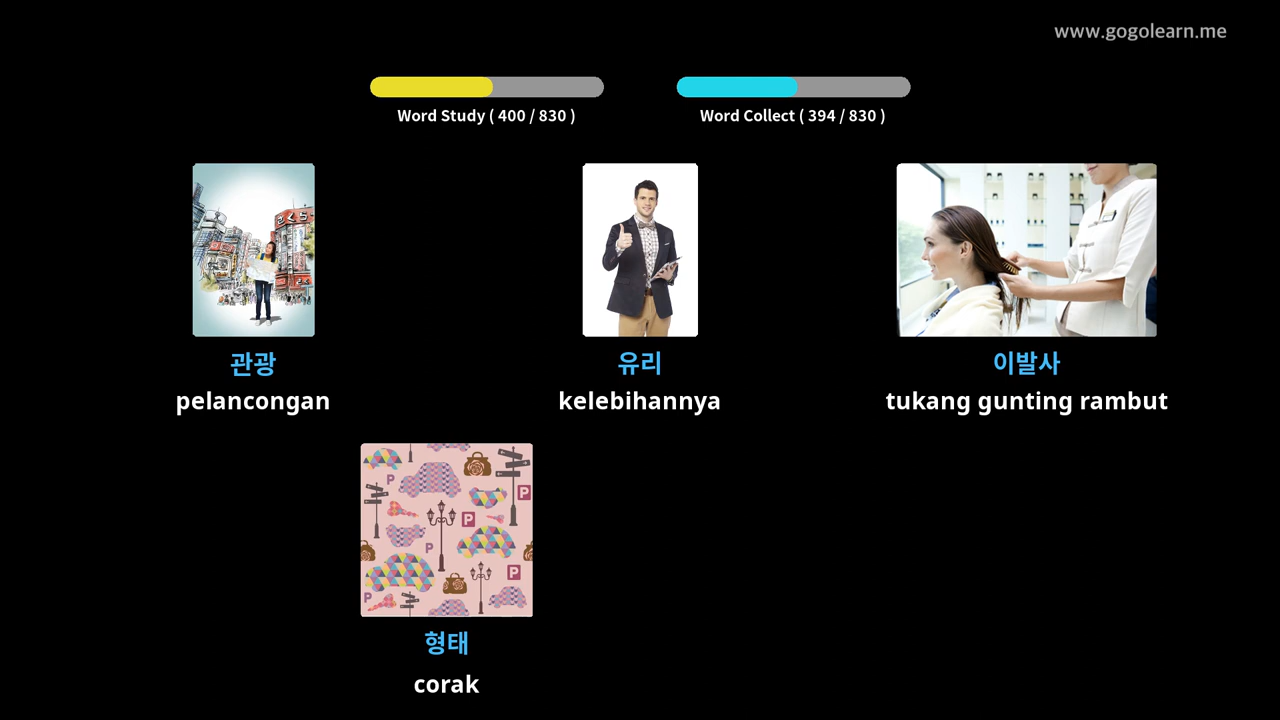 www.gogolearn.me
Word Study ( 400 / 830 )
Word Collect ( 394 / 830 )
관광
pelancongan
유리
kelebihannya
이발사
tukang gunting rambut
형태
corak